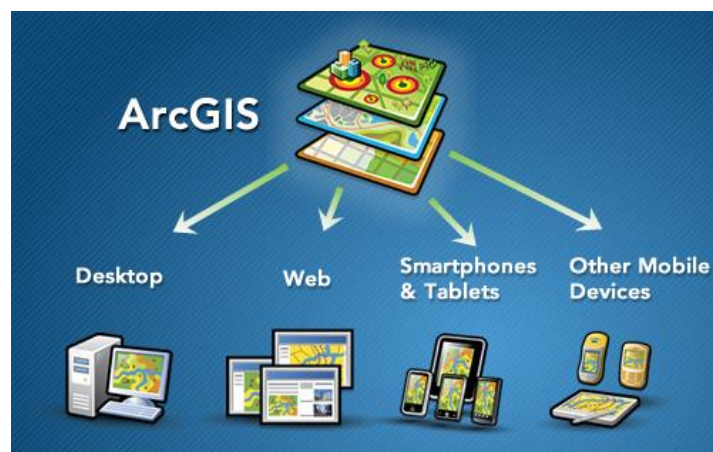 ArcGIS
Desktop
Web
Smartphones
& Tablets
Other Mobile
Devices